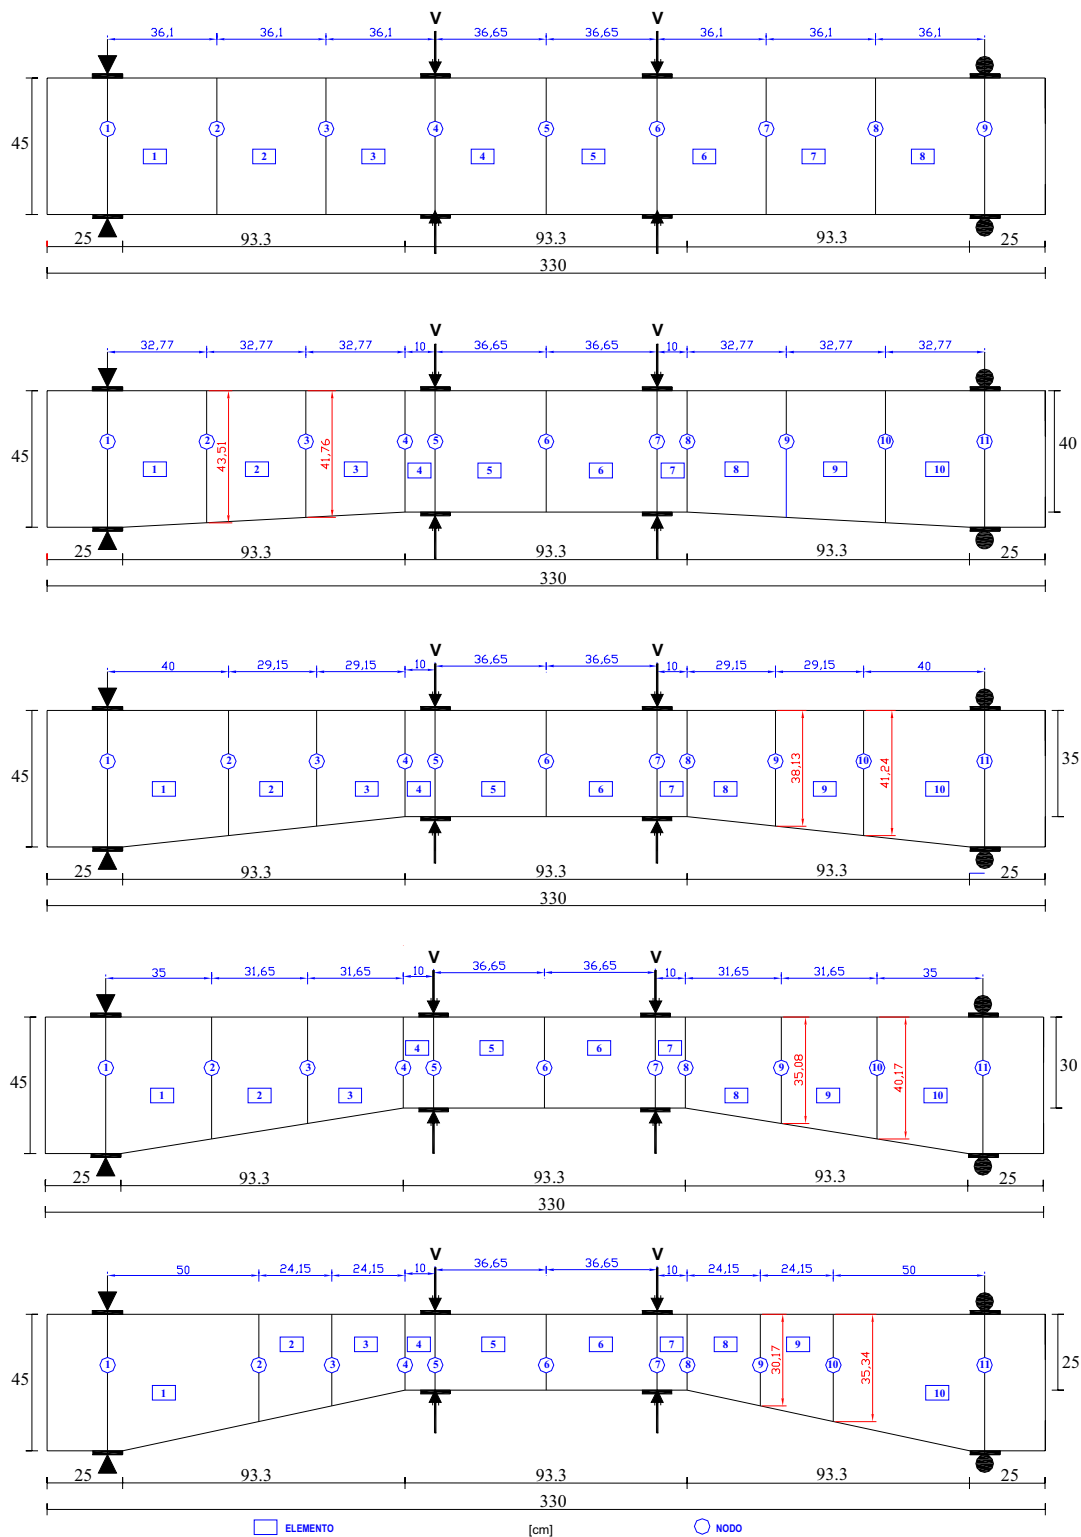 V V
36,1 36,1 36,1 36,65 36,65 36,1 36,1 36,1
45
1 2 3 4 5 6 7 8 9
1 2 3 4 5 6 7 8
25 93.3 93.3 93.3 25
330
V V
32,77 32,77 32,77 10 36,65 36,65 10 32,77 32,77 32,77
45 43,51 41,76 40
1 2 3 4 5 6 7 8 9 10 11
1 2 3 4 5 6 7 8 9 10
25 93.3 93.3 93.3 25
330
V V
40 29,15 29,15 10 36,65 36,65 10 29,15 29,15 40
45 38,13 41,24 35
1 2 3 4 5 6 7 8 9 10 11
1 2 3 4 5 6 7 8 9 10
25 93.3 93.3 93.3 25
330
V V
35 31,65 31,65 10 36,65 36,65 10 31,65 31,65 35
4 5 6 7
45 35,08 40,17 30
1 2 3 4 5 6 7 8 9 10 11
1 2 3 8 9 10
25 93.3 93.3 93.3 25
330
V V
50 24,15 24,15 10 36,65 36,65 10 24,15 24,15 50
2 3 4 5 6 7 8 9
45 30,17 35,34 25
1 2 3 4 5 6 7 8 9 10 11
1 10
25 93.3 93.3 93.3 25
330
ELEMENTO [cm] NODO